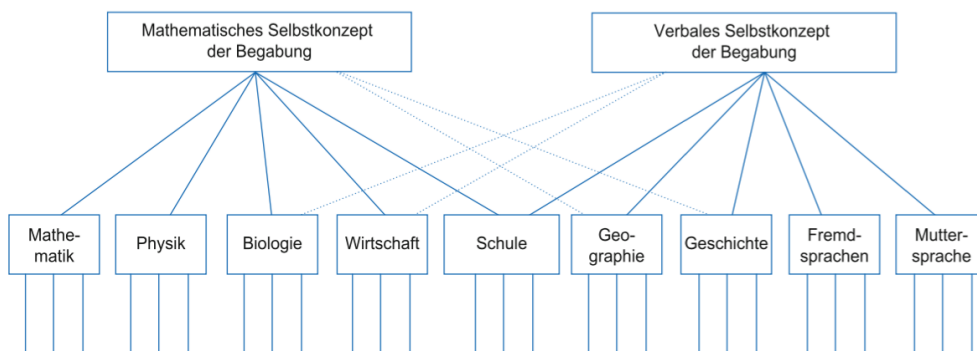 Mathematisches Selbstkonzept
der Begabung
Verbales Selbstkonzept
der Begabung
Mathe-
matik
Physik
Biologie
Wirtschaft
Schule
Geo-
graphie
Geschichte
Fremd-
sprachen
Mutter-
sprache